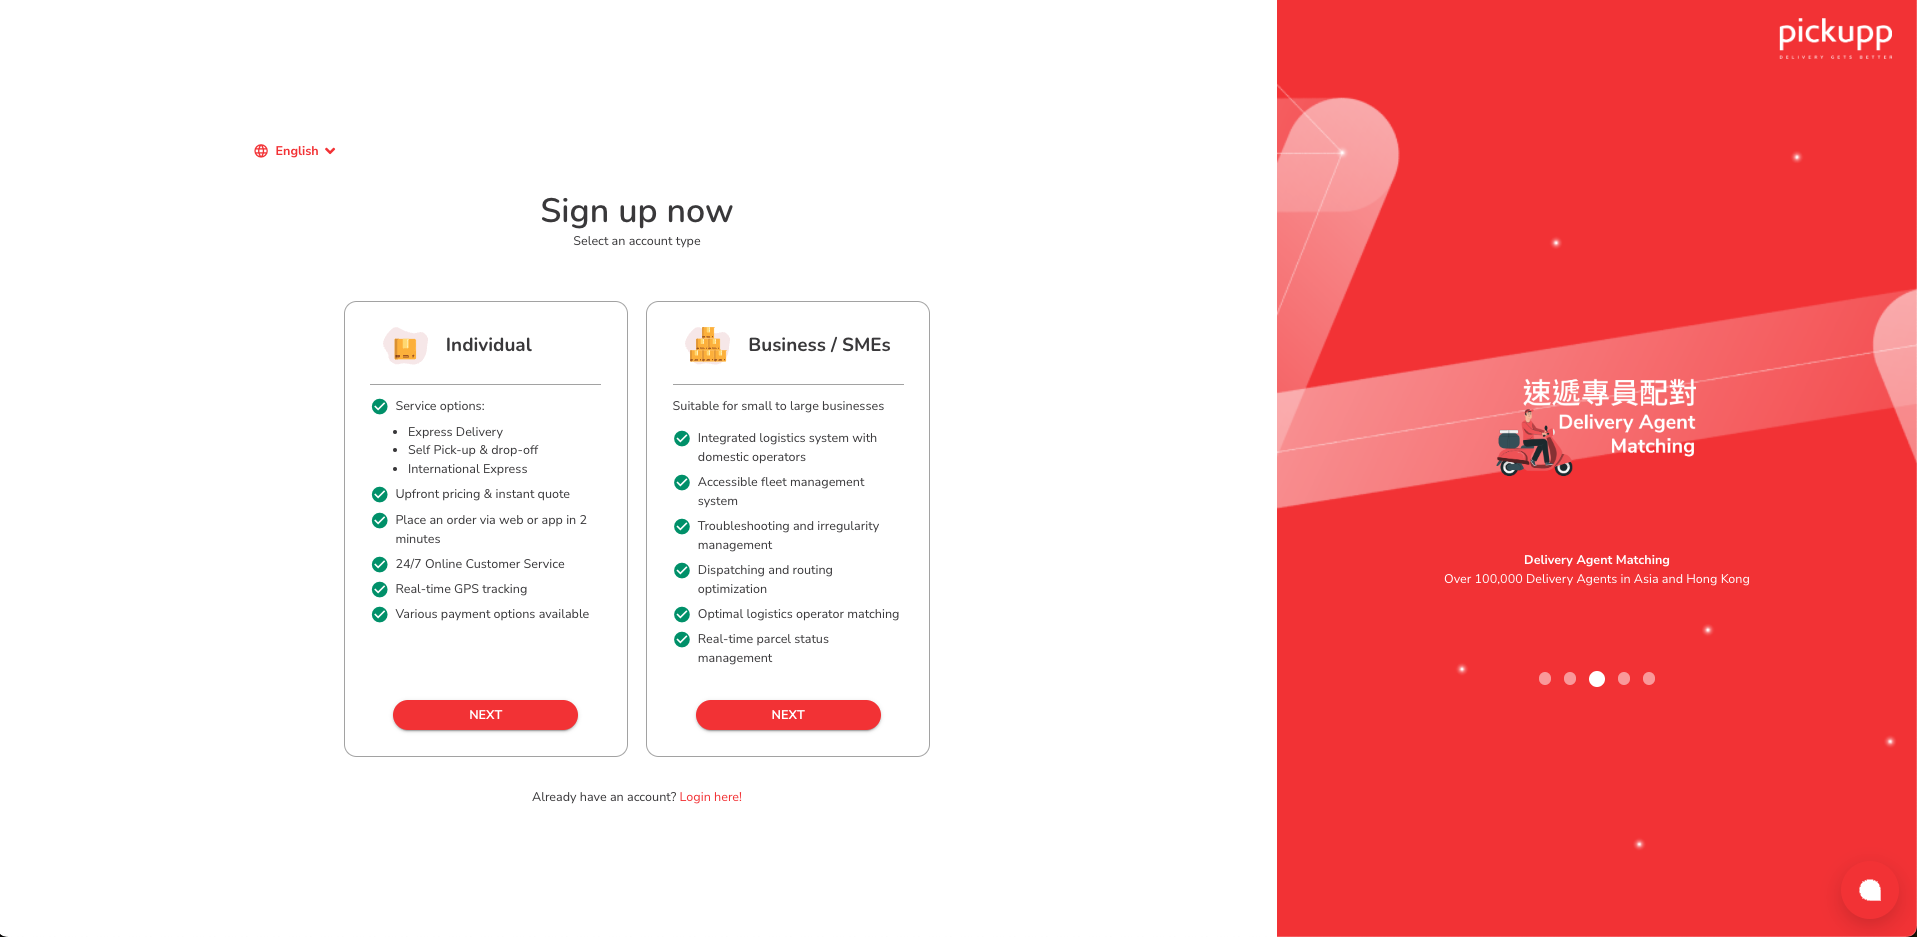 English
Sign up now
Select an account type
Individual
Service options:
Express Delivery
Self Pick-up & drop-off
International Express
Upfront pricing & instant quote
Place an order via web or app in 2
minutes
24/7 Online Customer Service
Real-time GPS tracking
Various payment options available
NEXT
Business / SMEs
Suitable for small to large businesses
Integrated logistics system with
domestic operators
Accessible fleet management
system
Troubleshooting and irregularity
management
Dispatching and routing
optimization
Optimal logistics operator matching
Real-time parcel status
management
NEXT
Already have an account? Login here!
pickupp
DELIVERY GETS BETTER
速遞專員配對
Delivery Agent
Matching
Delivery Agent Matching
Over 100,000 Delivery Agents in Asia and Hong Kong